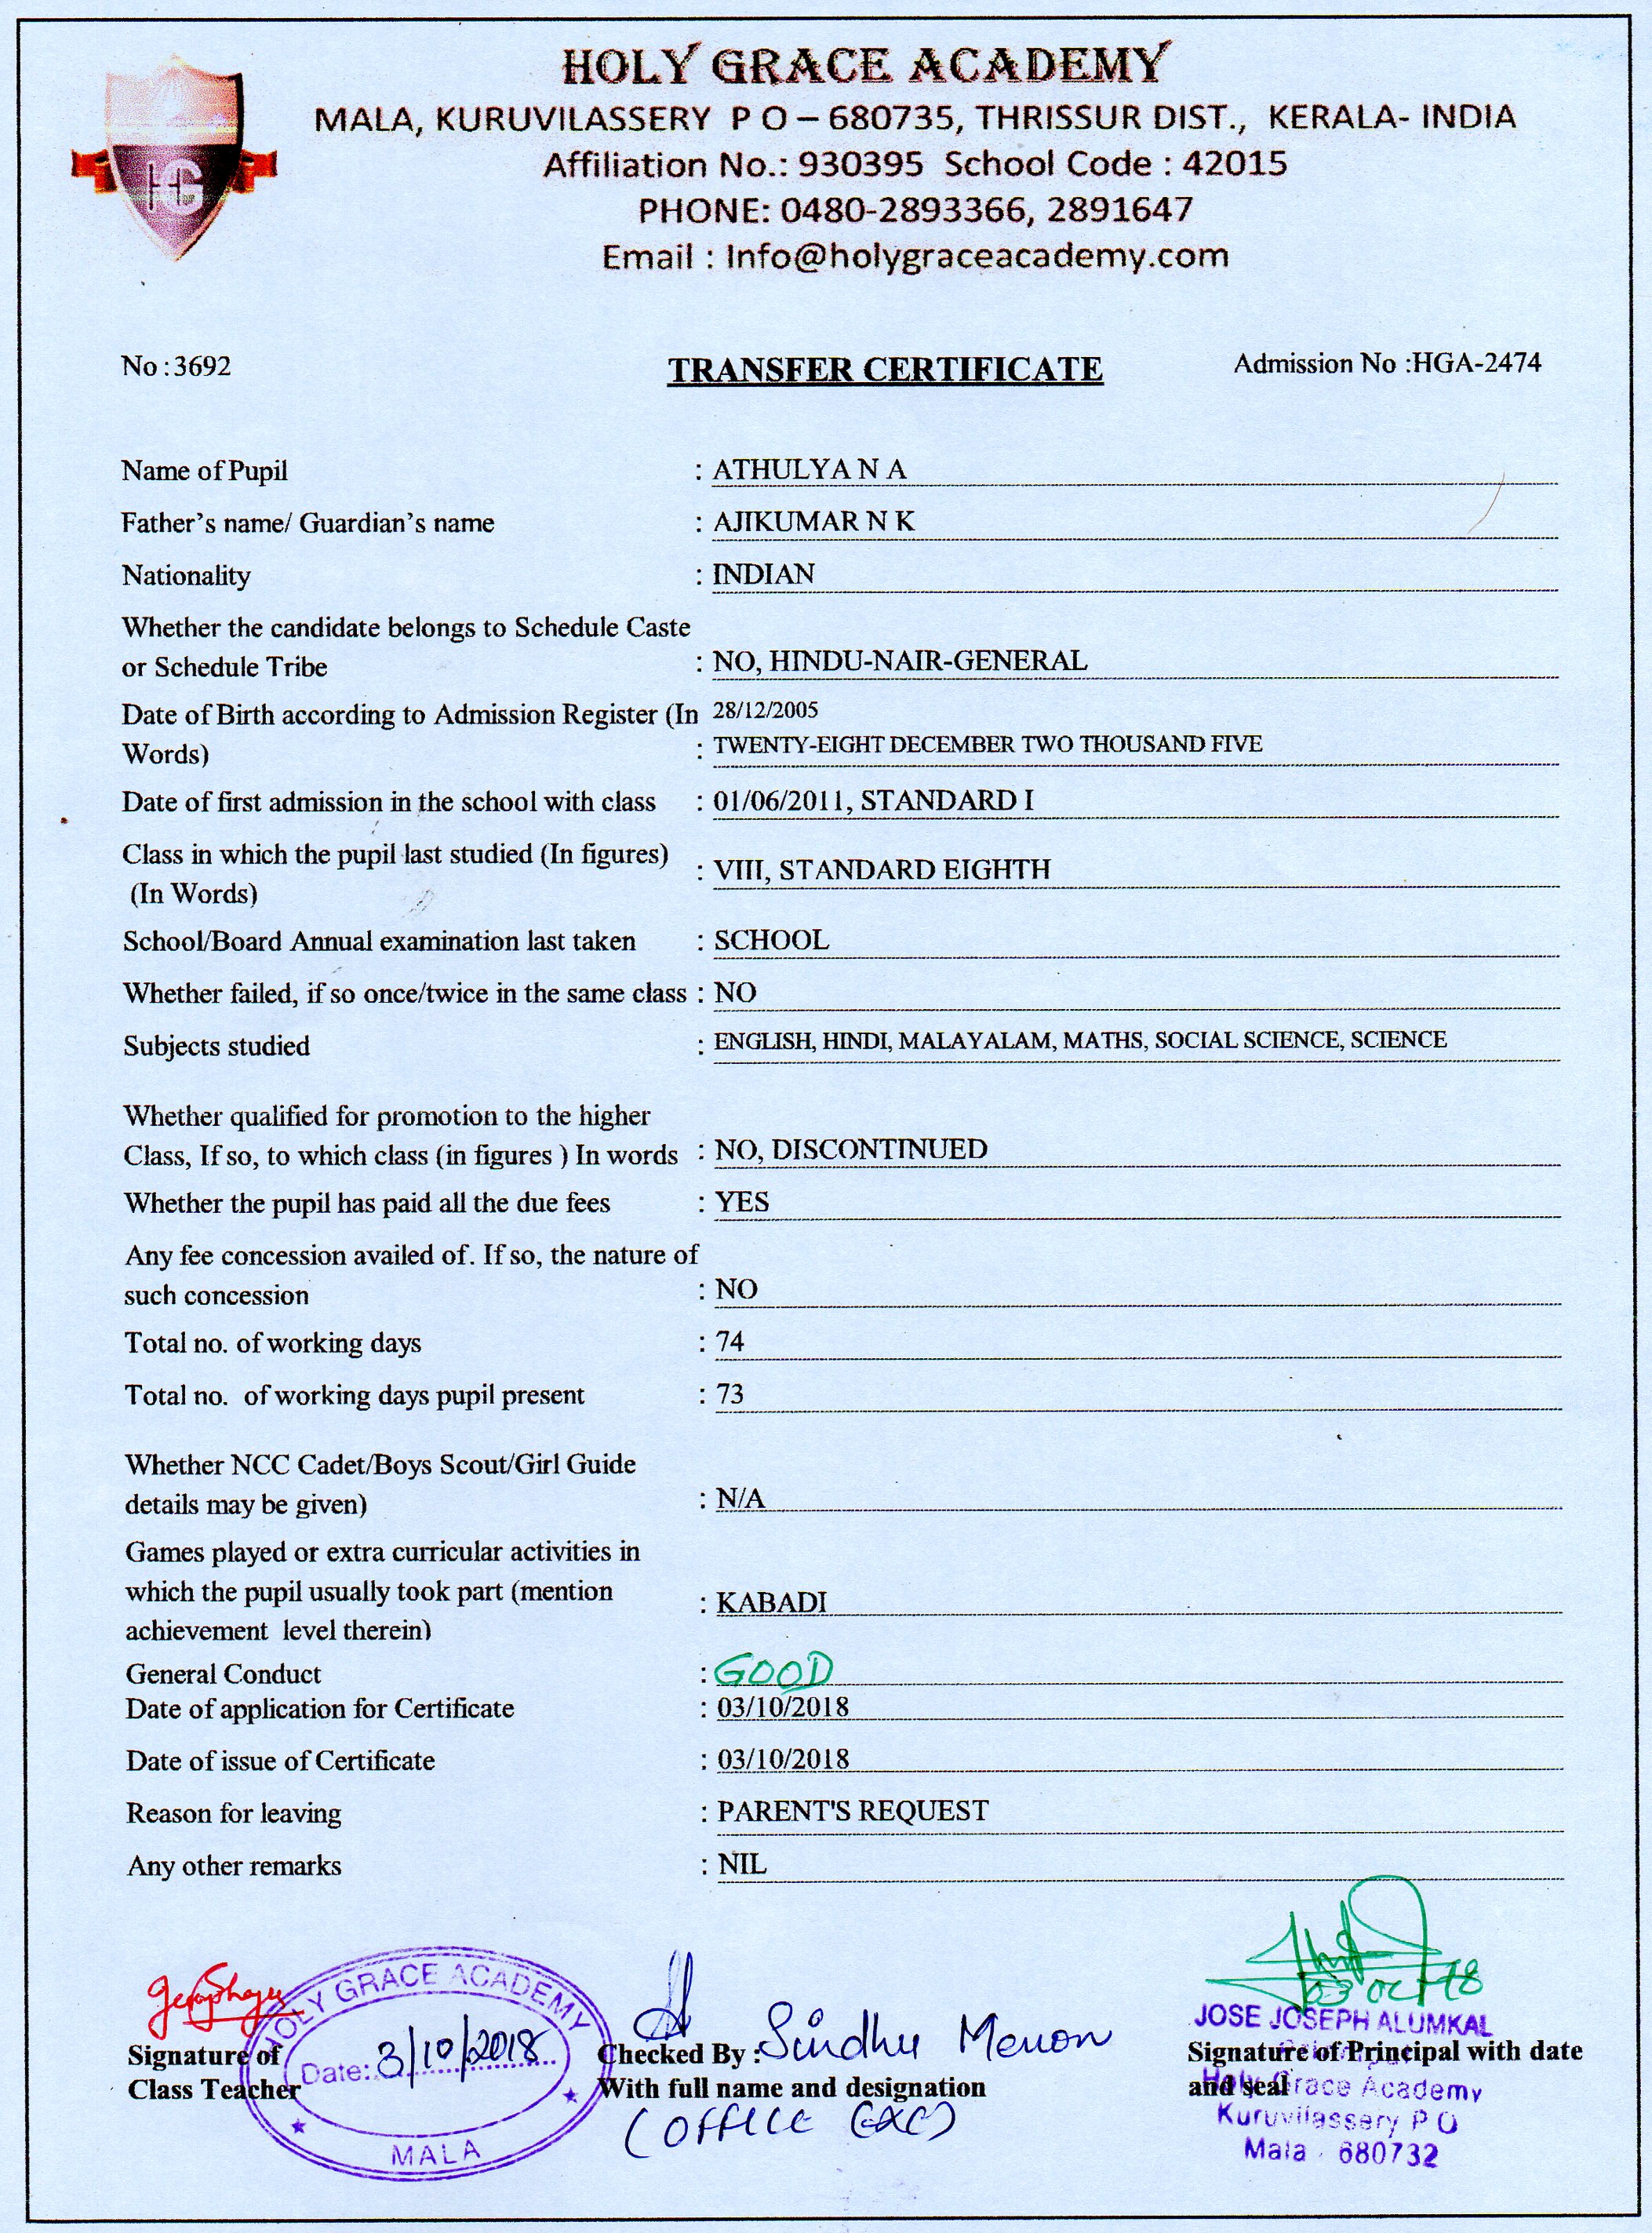 HG
HOLY GRACE ACADEMY
MALA, KURUVILASSERY P O – 680735, THRISSUR DIST., KERALA- INDIA
Affiliation No.: 930395 School Code : 42015
PHONE: 0480-2893366, 2891647
Email : Info@holygraceacademy.com
No : 3692 TRANSFER CERTIFICATE Admission No :HGA-2474
Name of Pupil : ATHULYA N A
Father's name/ Guardian's name : AJIKUMAR N K
Nationality : INDIAN
Whether the candidate belongs to Schedule Caste
or Schedule Tribe : NO, HINDU-NAIR-GENERAL
Date of Birth according to Admission Register (In 28/12/2005
Words) : TWENTY-EIGHT DECEMBER TWO THOUSAND FIVE
Date of first admission in the school with class : 01/06/2011, STANDARD I
Class in which the pupil last studied (In figures)
(In Words) : VIII, STANDARD EIGHTH
School/Board Annual examination last taken : SCHOOL
Whether failed, if so once/twice in the same class : NO
Subjects studied : ENGLISH, HINDI, MALAYALAM, MATHS, SOCIAL SCIENCE, SCIENCE
Whether qualified for promotion to the higher
Class, If so, to which class (in figures ) In words : NO, DISCONTINUED
Whether the pupil has paid all the due fees : YES
Any fee concession availed of. If so, the nature of
such concession : NO
Total no. of working days : 74
Total no. of working days pupil present : 73
Whether NCC Cadet/Boys Scout/Girl Guide
details may be given) : N/A
Games played or extra curricular activities in
which the pupil usually took part (mention
achievement level therein) : KABADI
General Conduct : GOOD
Date of application for Certificate : 03/10/2018
Date of issue of Certificate : 03/10/2018
Reason for leaving : PARENT'S REQUEST
Any other remarks : NIL
HOLY GRACE ACADEMY
Date: 3/10/2018
MALA
Signature of
Class Teacher
Checked By : Sindhu Menon
With full name and designation
(OFFICE EXE)
03 OCT 18
JOSE JOSEPH ALUMKAL
Signature of Principal with date
and seal
Holy Grace Academy
Kuruvilassery P O
Mala - 680732